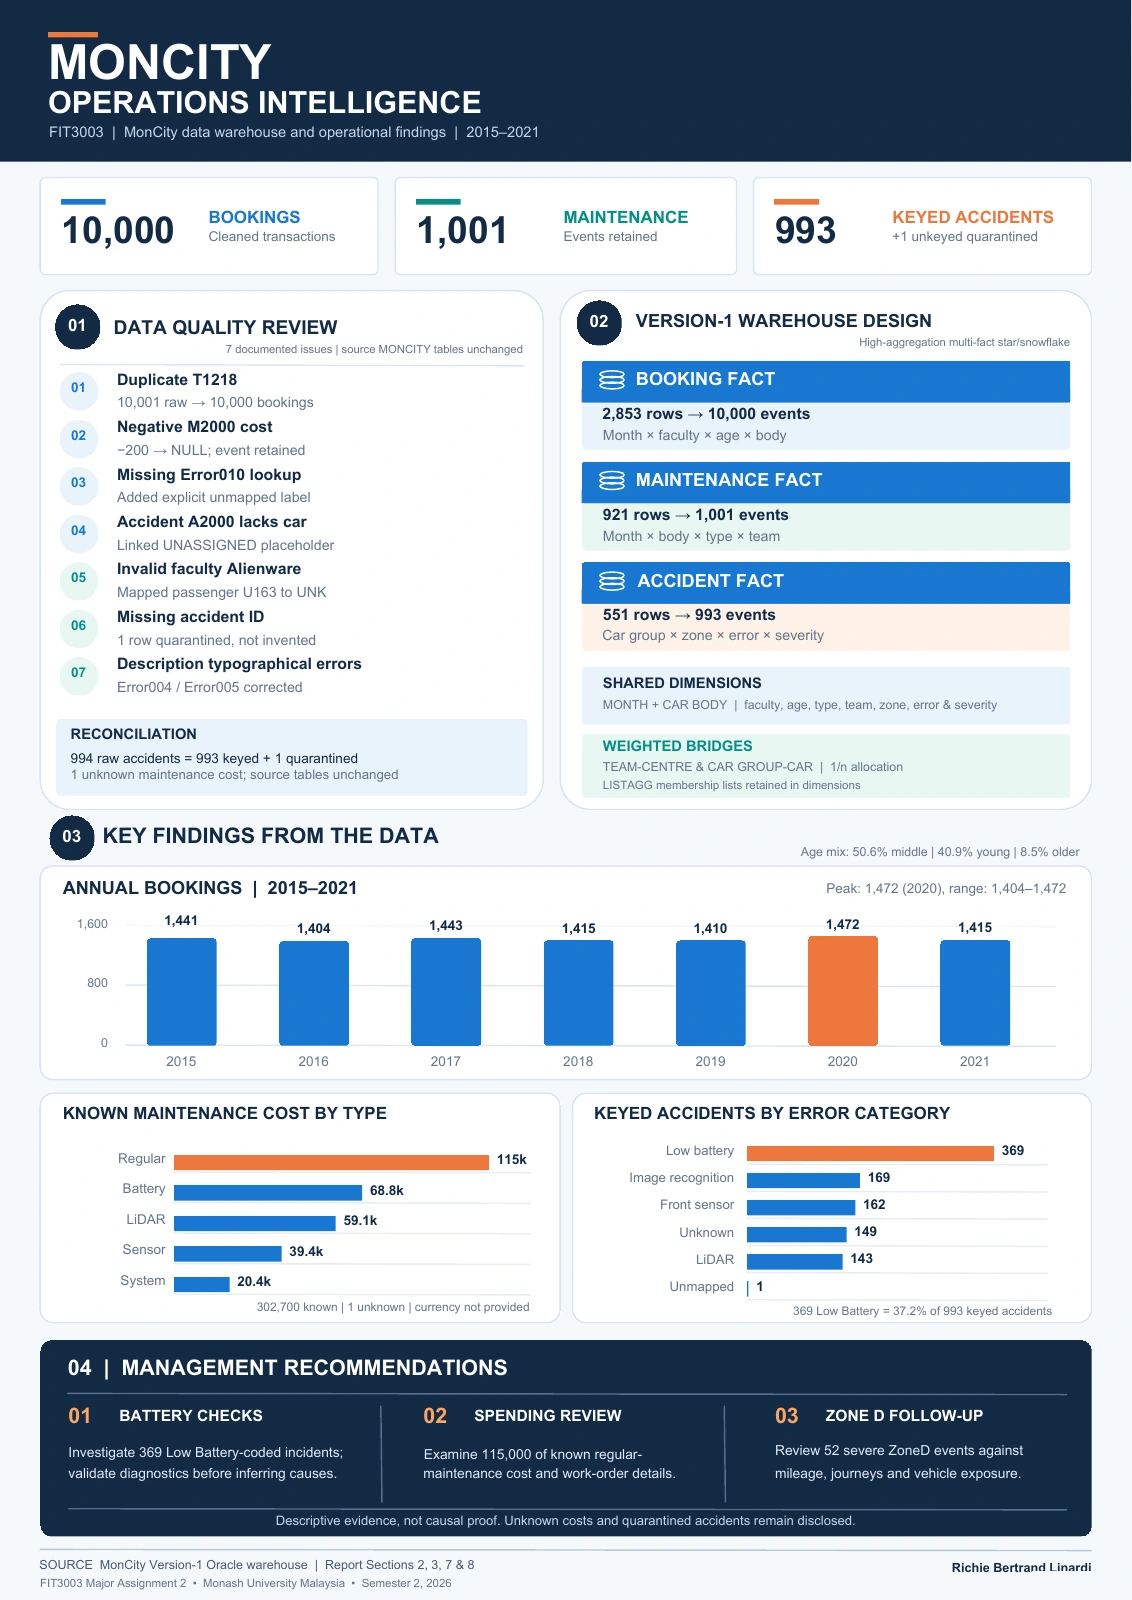 MONCITY
OPERATIONS INTELLIGENCE
FIT3003 | MonCity data warehouse and operational findings | 2015–2021
10,000
BOOKINGS
Cleaned transactions
1,001
MAINTENANCE
Events retained
993
KEYED ACCIDENTS
+1 unkeyed quarantined
01
DATA QUALITY REVIEW
7 documented issues | source MONCITY tables unchanged
01
Duplicate T1218
10,001 raw → 10,000 bookings
02
Negative M2000 cost
−200 → NULL; event retained
03
Missing Error010 lookup
Added explicit unmapped label
04
Accident A2000 lacks car
Linked UNASSIGNED placeholder
05
Invalid faculty Alienware
Mapped passenger U163 to UNK
06
Missing accident ID
1 row quarantined, not invented
07
Description typographical errors
Error004 / Error005 corrected
RECONCILIATION
994 raw accidents = 993 keyed + 1 quarantined
1 unknown maintenance cost; source tables unchanged
02
VERSION-1 WAREHOUSE DESIGN
High-aggregation multi-fact star/snowflake
BOOKING FACT
2,853 rows → 10,000 events
Month × faculty × age × body
MAINTENANCE FACT
921 rows → 1,001 events
Month × body × type × team
ACCIDENT FACT
551 rows → 993 events
Car group × zone × error × severity
SHARED DIMENSIONS
MONTH + CAR BODY | faculty, age, type, team, zone, error & severity
WEIGHTED BRIDGES
TEAM-CENTRE & CAR GROUP-CAR | 1/n allocation
LISTAGG membership lists retained in dimensions
03
KEY FINDINGS FROM THE DATA
Age mix: 50.6% middle | 40.9% young | 8.5% older
ANNUAL BOOKINGS | 2015–2021
Peak: 1,472 (2020), range: 1,404–1,472
1,600
800
0
1,441
1,404
1,443
1,415
1,410
1,472
1,415
2015
2016
2017
2018
2019
2020
2021
KNOWN MAINTENANCE COST BY TYPE
Regular 115k
Battery 68.8k
LiDAR 59.1k
Sensor 39.4k
System 20.4k
302,700 known | 1 unknown | currency not provided
KEYED ACCIDENTS BY ERROR CATEGORY
Low battery 369
Image recognition 169
Front sensor 162
Unknown 149
LiDAR 143
Unmapped 1
369 Low Battery = 37.2% of 993 keyed accidents
04 | MANAGEMENT RECOMMENDATIONS
01 BATTERY CHECKS
Investigate 369 Low Battery-coded incidents;
validate diagnostics before inferring causes.
02 SPENDING REVIEW
Examine 115,000 of known regular-
maintenance cost and work-order details.
03 ZONE D FOLLOW-UP
Review 52 severe ZoneD events against
mileage, journeys and vehicle exposure.
Descriptive evidence, not causal proof. Unknown costs and quarantined accidents remain disclosed.
SOURCE MonCity Version-1 Oracle warehouse | Report Sections 2, 3, 7 & 8
FIT3003 Major Assignment 2 • Monash University Malaysia • Semester 2, 2026
Richie Bertrand Linardi